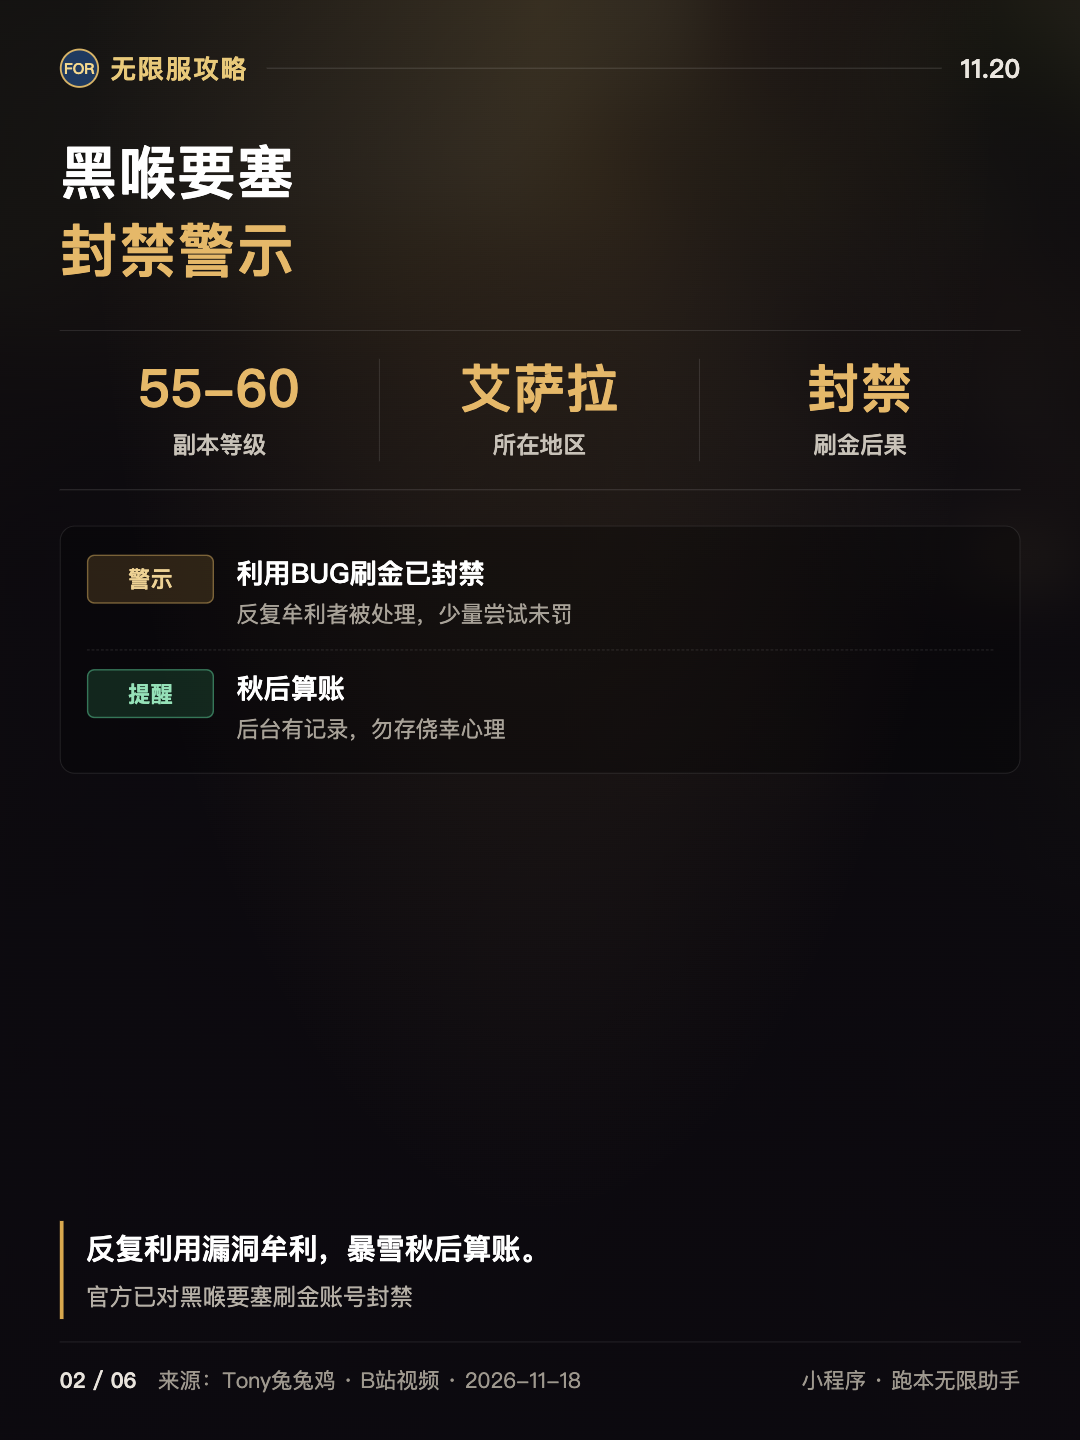 FOR 无限服攻略 11.20
黑喉要塞
封禁警示
55–60 艾萨拉 封禁
副本等级 所在地区 刷金后果
警示 利用BUG刷金已封禁
反复牟利者被处理，少量尝试未罚
提醒 秋后算账
后台有记录，勿存侥幸心理
反复利用漏洞牟利，暴雪秋后算账。
官方已对黑喉要塞刷金账号封禁
02 / 06 来源：Tony兔兔鸡 · B站视频 · 2026–11–18 小程序 · 跑本无限助手